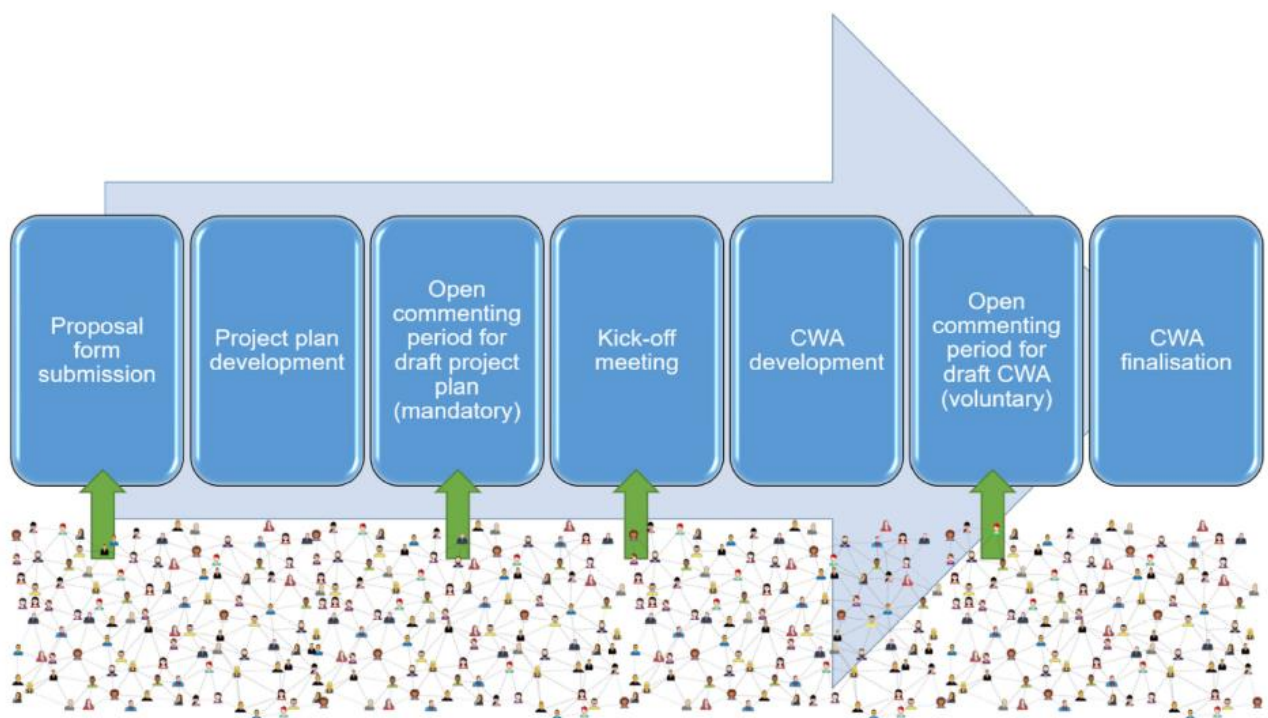 Proposal
form
submission
Project plan
development
Open
commenting
period for
draft project
plan
(mandatory)
Kick-off
meeting
CWA
development
Open
commenting
period for
draft CWA
(voluntary)
CWA
finalisation